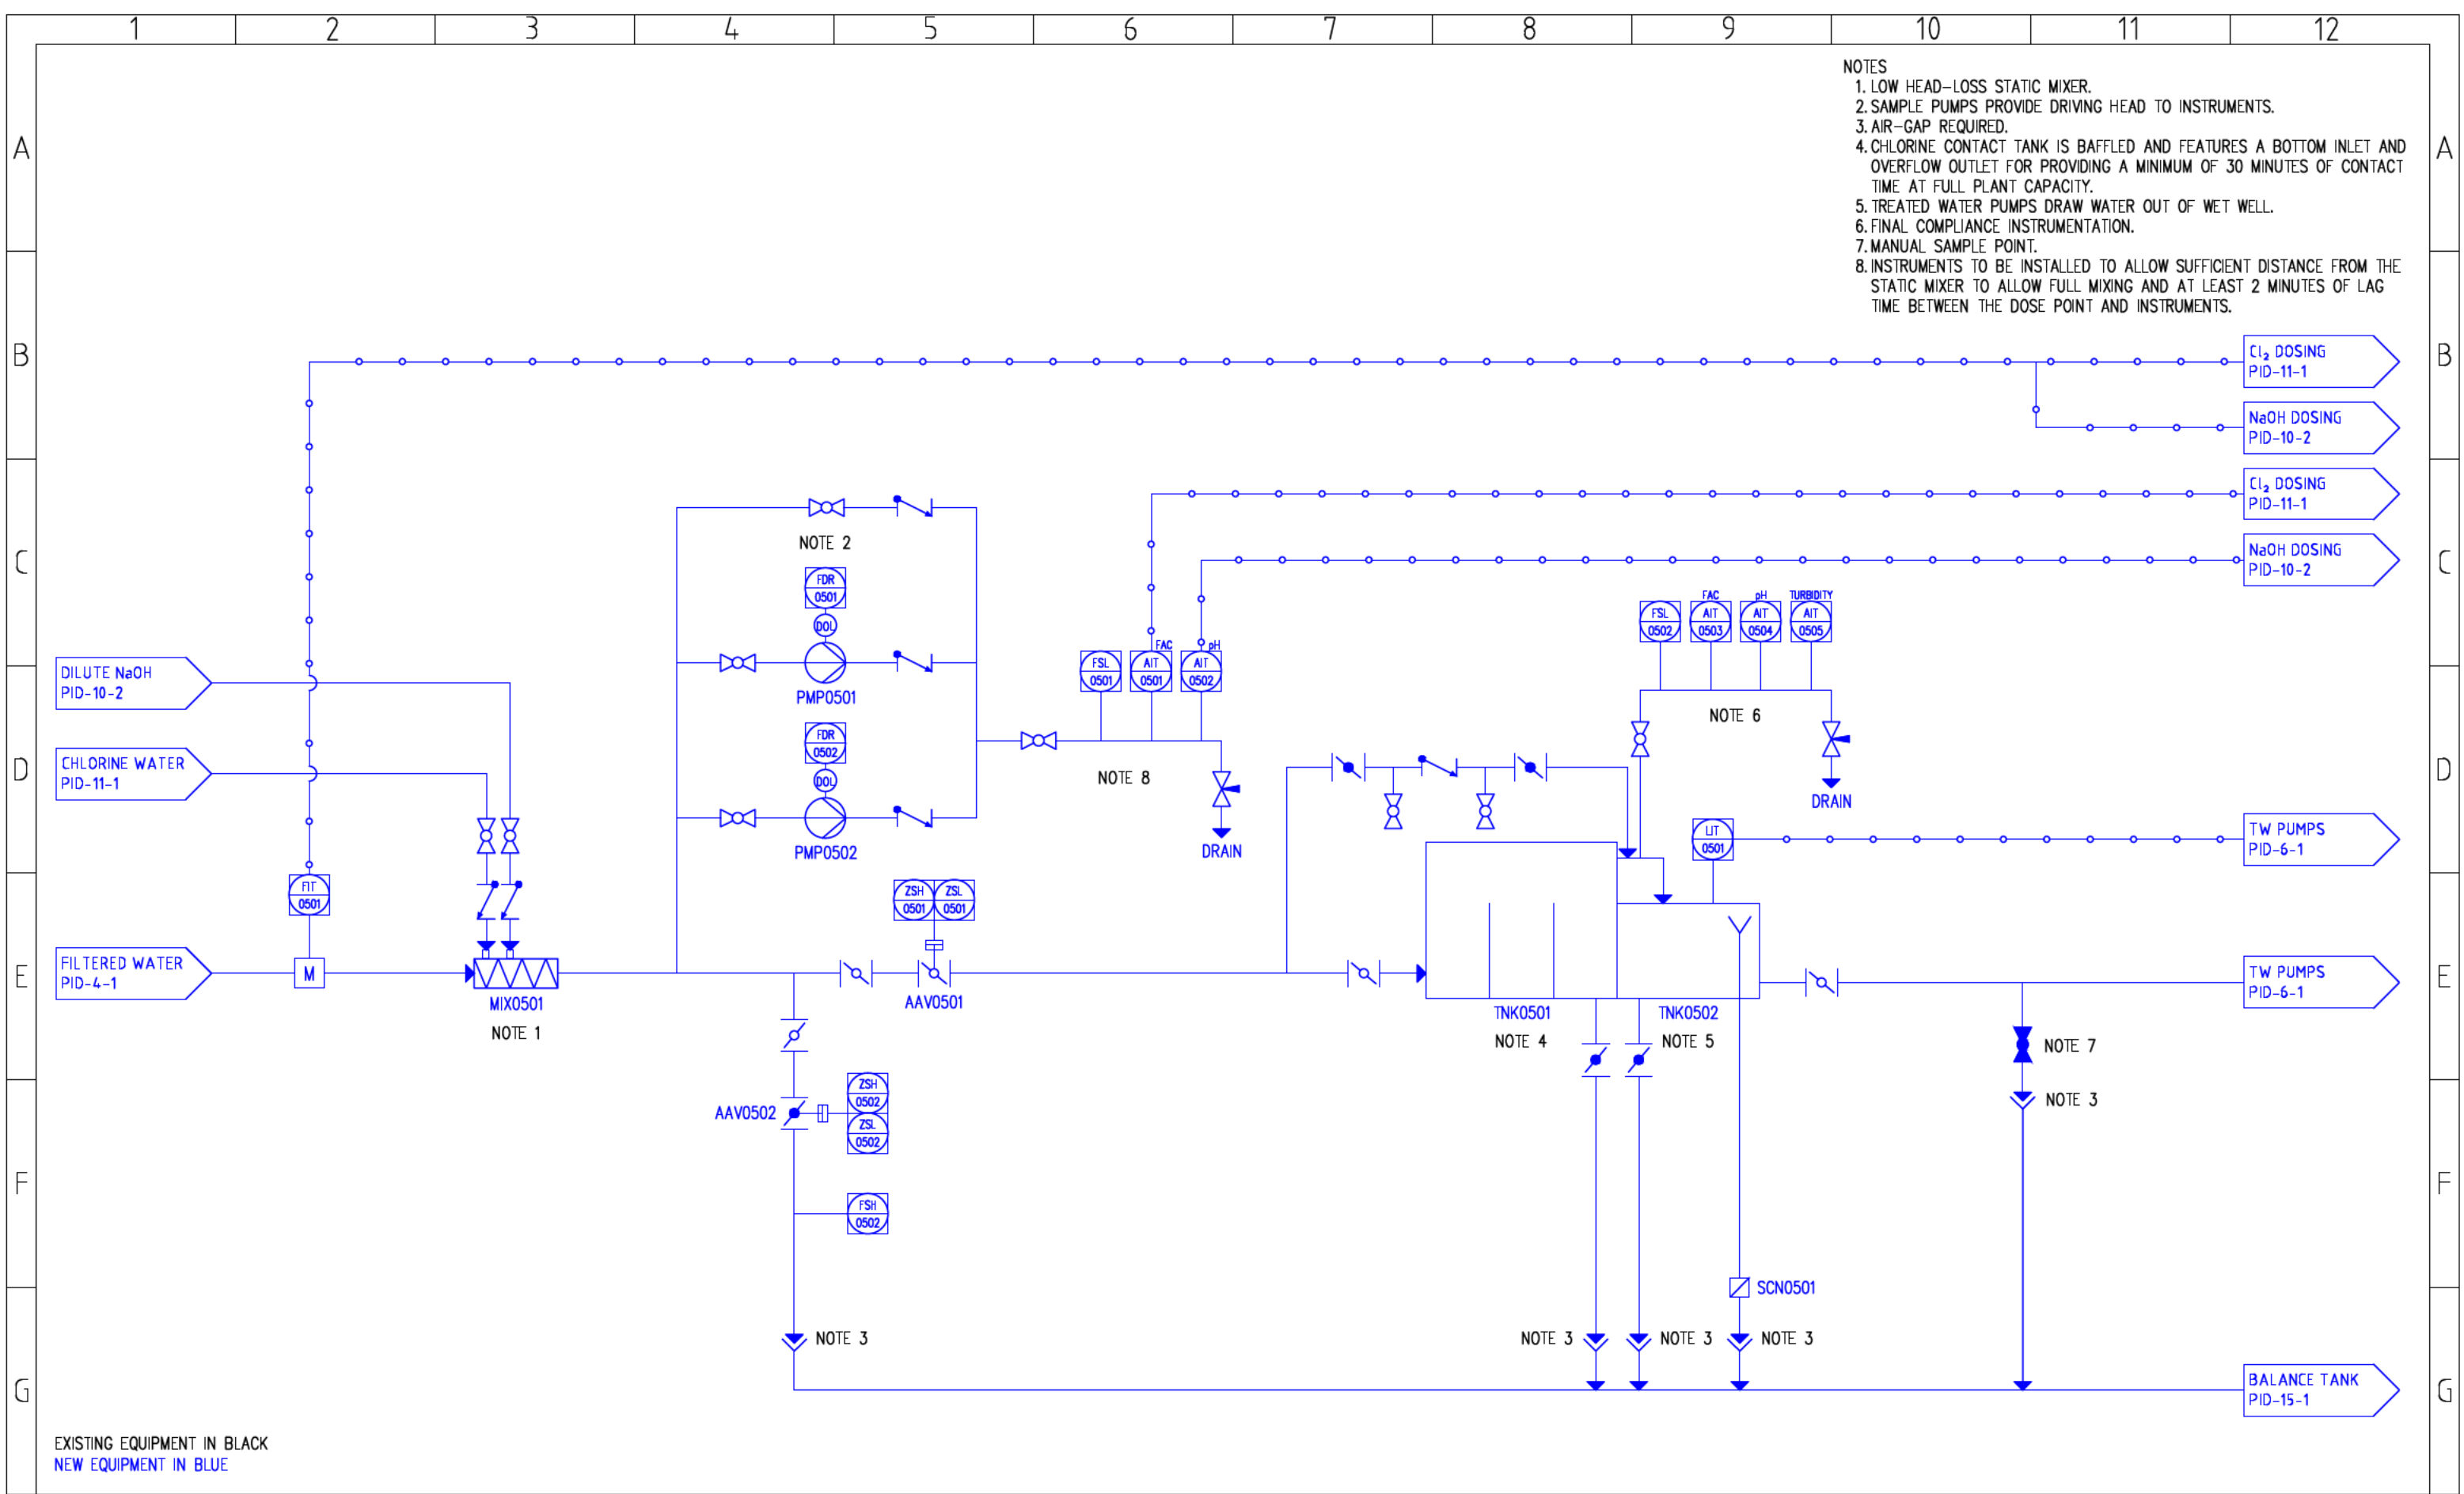 1 2 3 4 5 6 7 8 9 10 11 12
NOTES
1. LOW HEAD-LOSS STATIC MIXER.
2. SAMPLE PUMPS PROVIDE DRIVING HEAD TO INSTRUMENTS.
3. AIR-GAP REQUIRED.
4. CHLORINE CONTACT TANK IS BAFFLED AND FEATURES A BOTTOM INLET AND
OVERFLOW OUTLET FOR PROVIDING A MINIMUM OF 30 MINUTES OF CONTACT
TIME AT FULL PLANT CAPACITY.
5. TREATED WATER PUMPS DRAW WATER OUT OF WET WELL.
6. FINAL COMPLIANCE INSTRUMENTATION.
7. MANUAL SAMPLE POINT.
8. INSTRUMENTS TO BE INSTALLED TO ALLOW SUFFICIENT DISTANCE FROM THE
STATIC MIXER TO ALLOW FULL MIXING AND AT LEAST 2 MINUTES OF LAG
TIME BETWEEN THE DOSE POINT AND INSTRUMENTS.
A
A
B
B
Cl₂ DOSING
PID-11-1
NaOH DOSING
PID-10-2
Cl₂ DOSING
PID-11-1
NaOH DOSING
PID-10-2
C
C
NOTE 2
FDR
0501
DOL
PMP0501
FDR
0502
DOL
PMP0502
FSL
0501
FAC
AIT
0501
pH
AIT
0502
NOTE 8
DRAIN
FSL
0502
FAC
AIT
0503
pH
AIT
0504
TURBIDITY
AIT
0505
NOTE 6
DRAIN
DILUTE NaOH
PID-10-2
CHLORINE WATER
PID-11-1
D
D
LIT
0501
TW PUMPS
PID-6-1
FIT
0501
ZSH
0501
ZSL
0501
FILTERED WATER
PID-4-1
M
MIX0501
NOTE 1
AAV0501
E
E
TNK0501
NOTE 4
TNK0502
NOTE 5
TW PUMPS
PID-6-1
NOTE 7
NOTE 3
AAV0502
ZSH
0502
ZSL
0502
F
F
FSH
0502
SCN0501
NOTE 3
NOTE 3
NOTE 3
NOTE 3
G
G
BALANCE TANK
PID-15-1
EXISTING EQUIPMENT IN BLACK
NEW EQUIPMENT IN BLUE